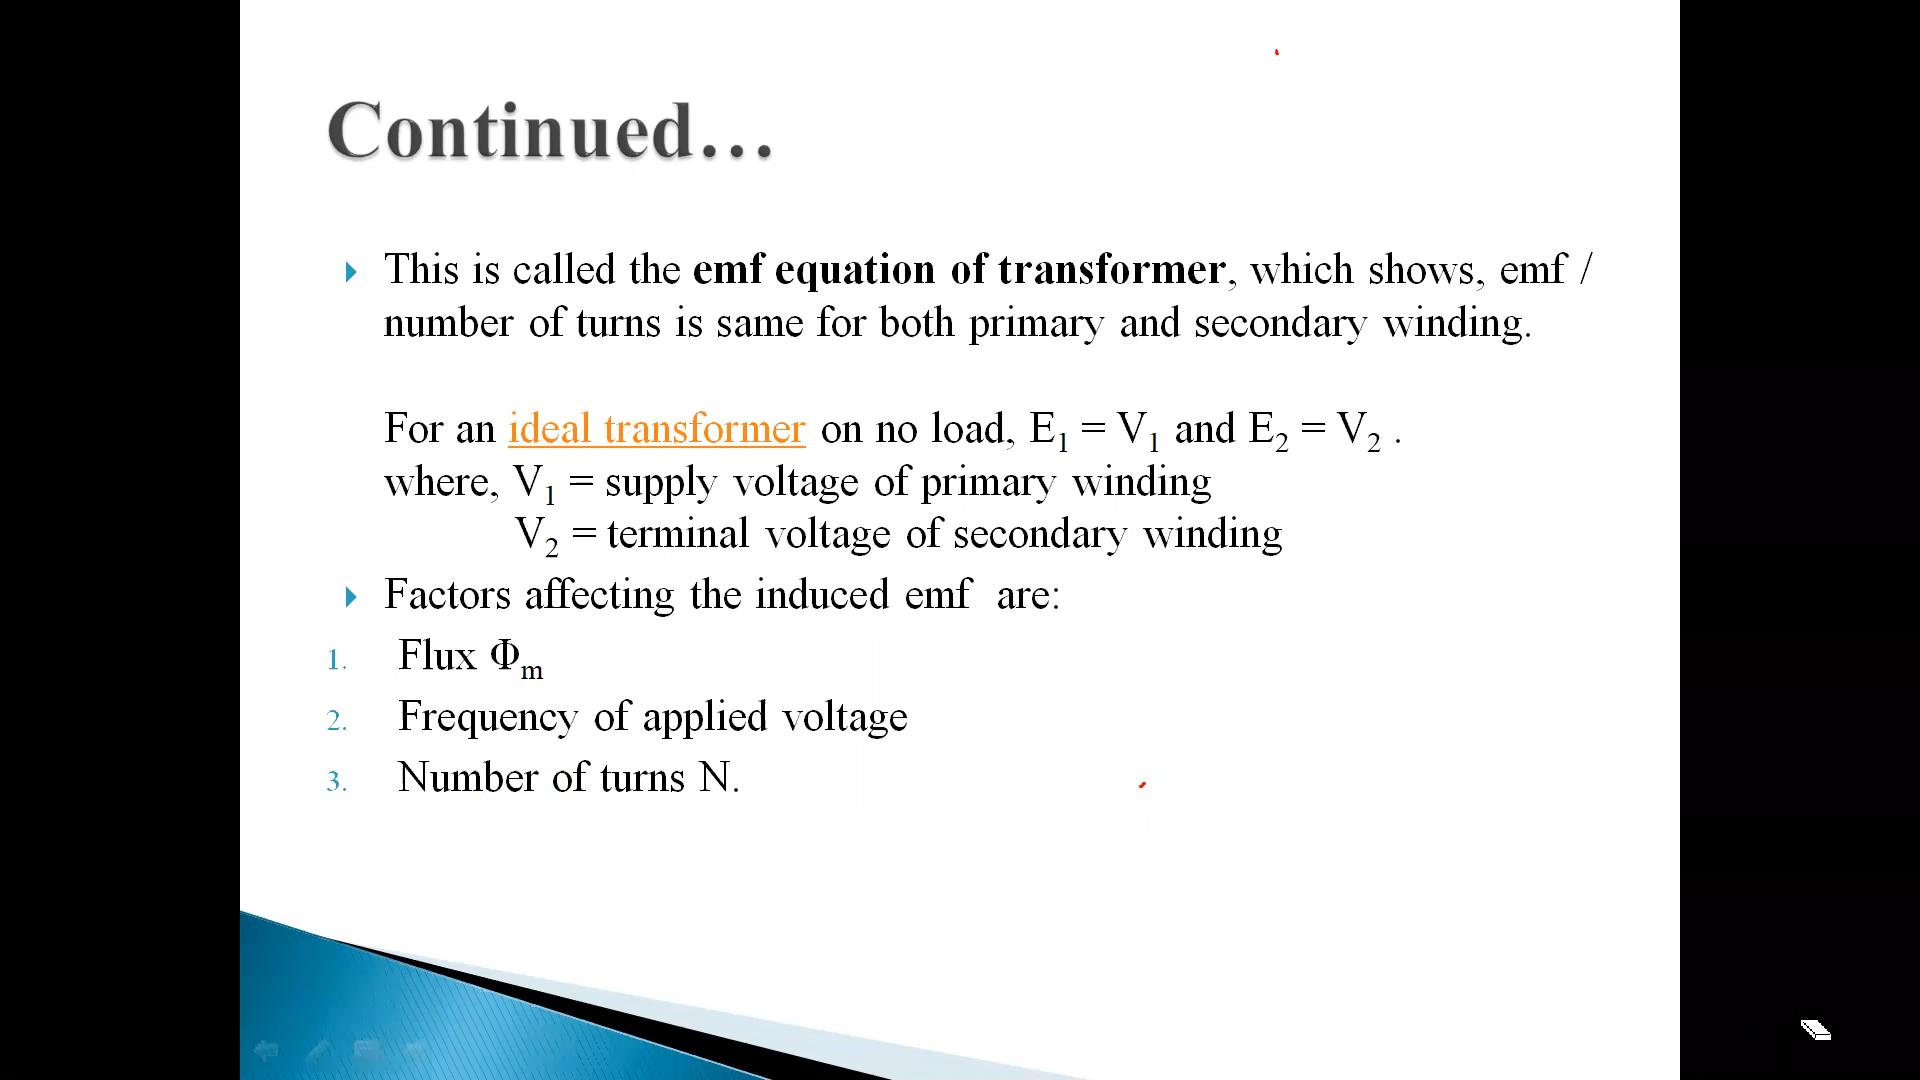 Continued…
This is called the emf equation of transformer, which shows, emf /
number of turns is same for both primary and secondary winding.
For an ideal transformer on no load, E₁ = V₁ and E₂ = V₂ .
where, V₁ = supply voltage of primary winding
V₂ = terminal voltage of secondary winding
Factors affecting the induced emf are:
1. Flux Φₘ
2. Frequency of applied voltage
3. Number of turns N.